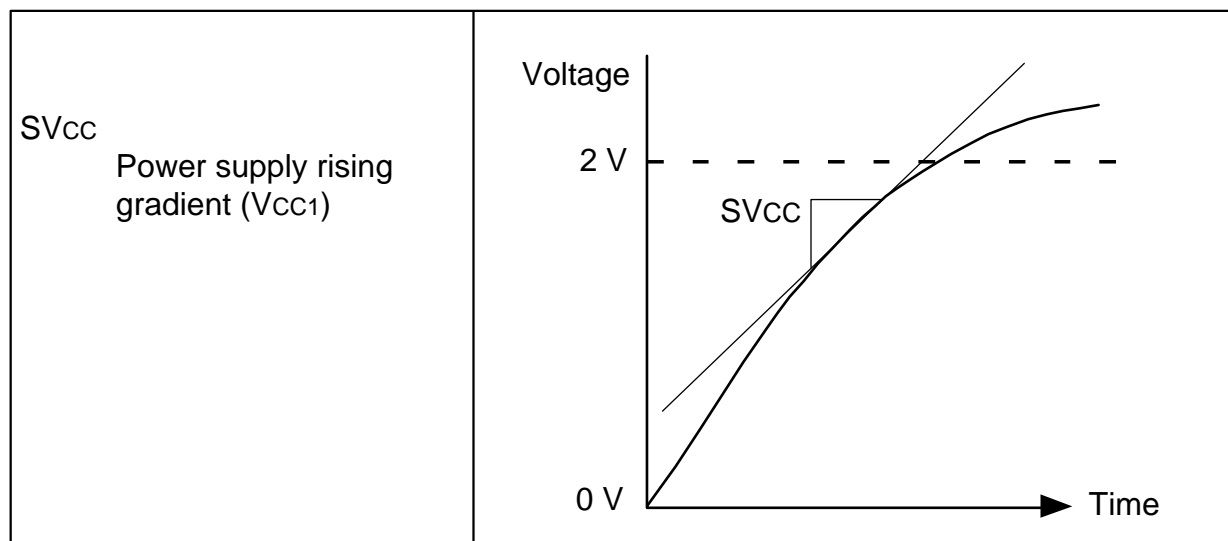 SVCC
Power supply rising
gradient (VCC1)
Voltage
2 V
SVCC
0 V
Time